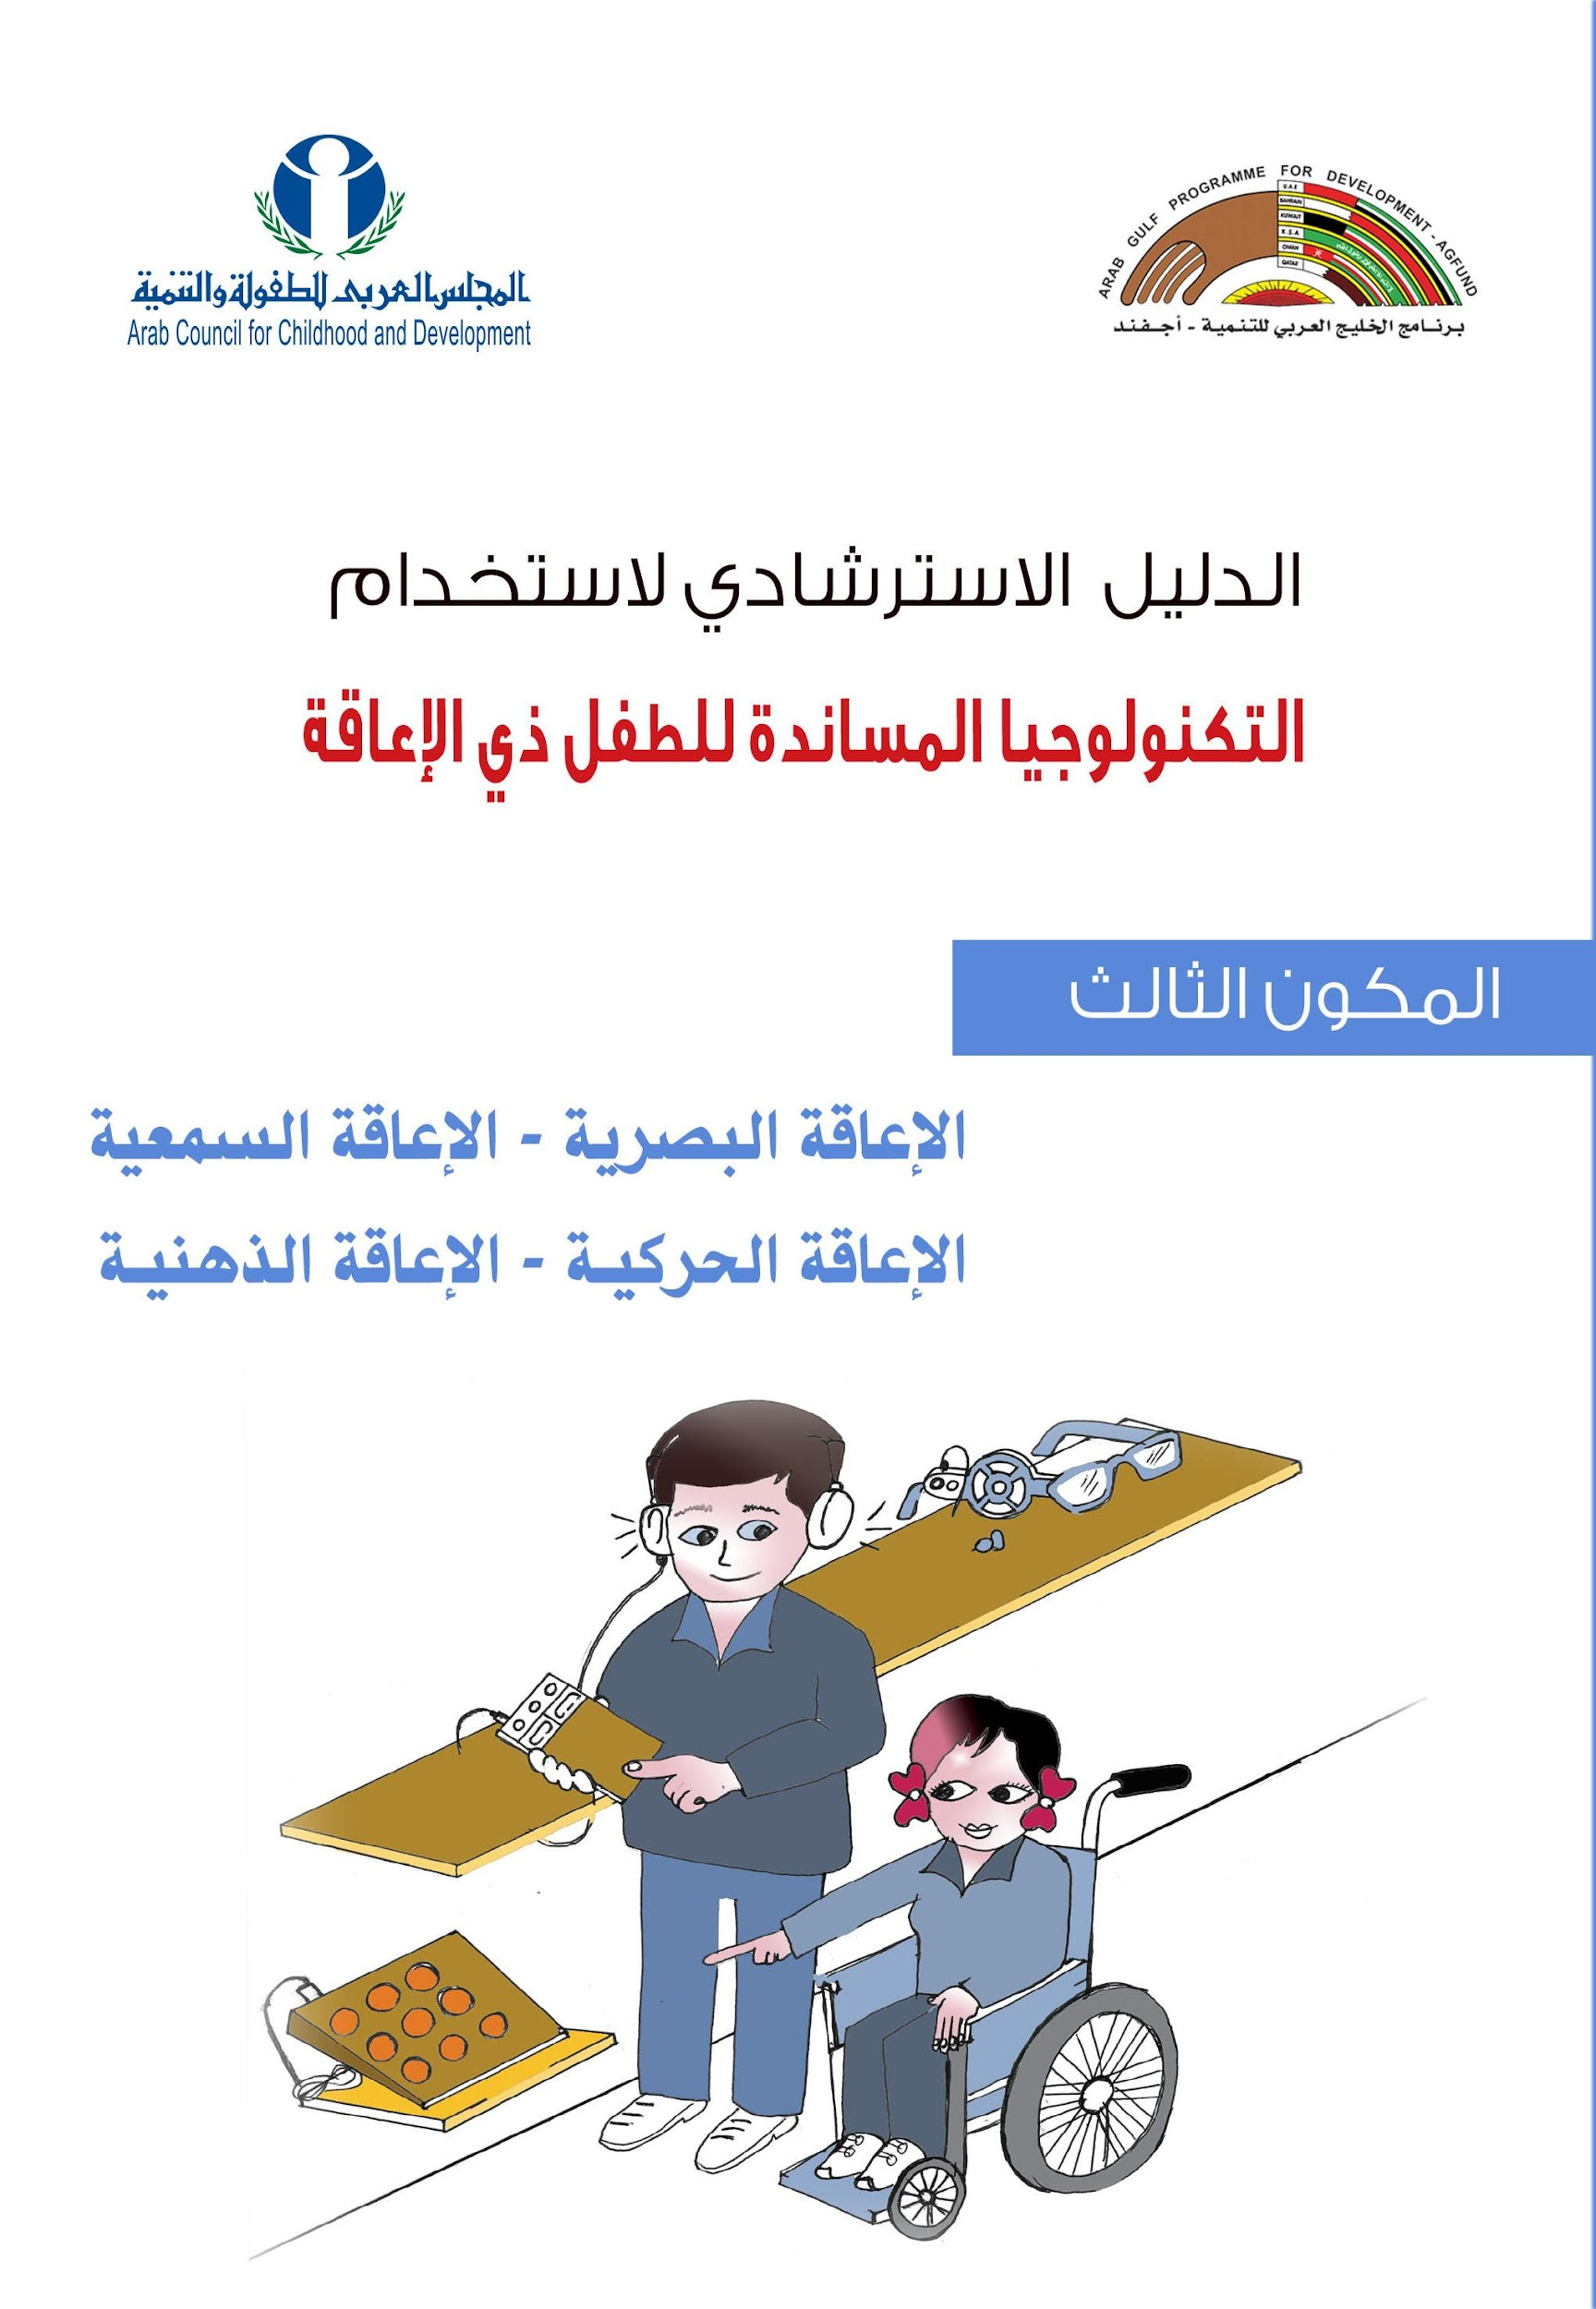 ARAB GULF PROGRAMME FOR DEVELOPMENT - AGFUND
U.A.E
BAHRAIN
KUWAIT
K.S.A
OMAN
QATAR
برنامج الخليج العربي للتنمية - أجفند
المجلس العربى للطفولة والتنمية
Arab Council for Childhood and Development
الدليل الاسترشادي لاستخدام
التكنولوجيا المساندة للطفل ذي الإعاقة
المكون الثالث
الإعاقة البصرية - الإعاقة السمعية
الإعاقة الحركية - الإعاقة الذهنية